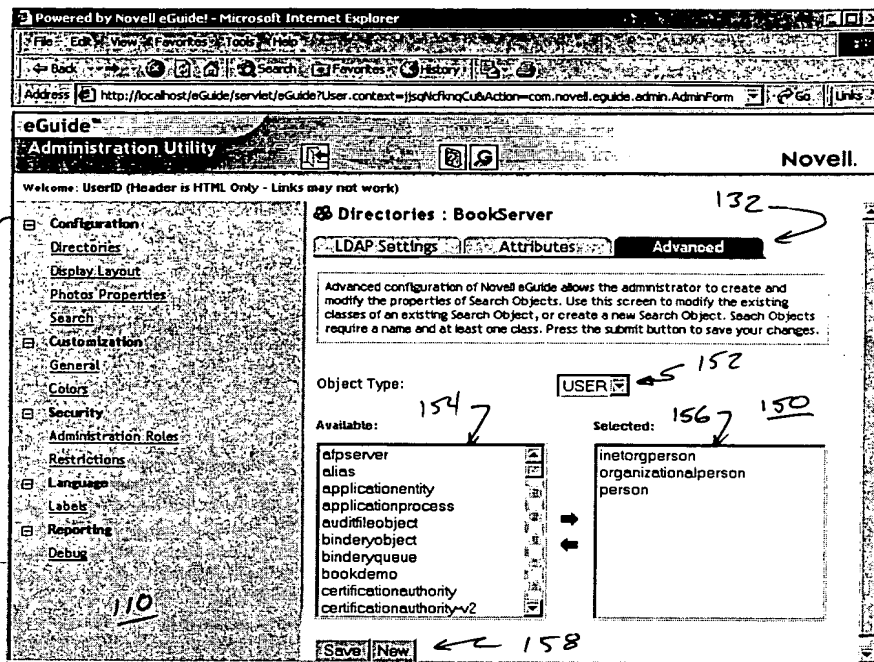 Powered by Novell eGuide! - Microsoft Internet Explorer
File Edit View Favorites Tools Help
Back Search Favorites History
Address http://localhost/eGuide/servlet/eGuide?User.context=jjsqNcfknqCu&Action=com.novell.eguide.admin.AdminForm Go Links
eGuide™
Administration Utility
Novell.
Welcome: UserID (Header is HTML Only - Links may not work)
Configuration
Directories
Display Layout
Photos Properties
Search
Customization
General
Colors
Security
Administration Roles
Restrictions
Language
Labels
Reporting
Debug
110
Directories : BookServer
132
LDAP Settings Attributes Advanced
Advanced configuration of Novell eGuide allows the administrator to create and
modify the properties of Search Objects. Use this screen to modify the existing
classes of an existing Search Object, or create a new Search Object. Seach Objects
require a name and at least one class. Press the submit button to save your changes.
Object Type: USER 152
154 156 150
Available: Selected:
afpserver
alias
applicationentity
applicationprocess
auditfileobject
binderyobject
binderyqueue
bookdemo
certificationauthority
certificationauthority-v2
inetorgperson
organizationalperson
person
Save New 158